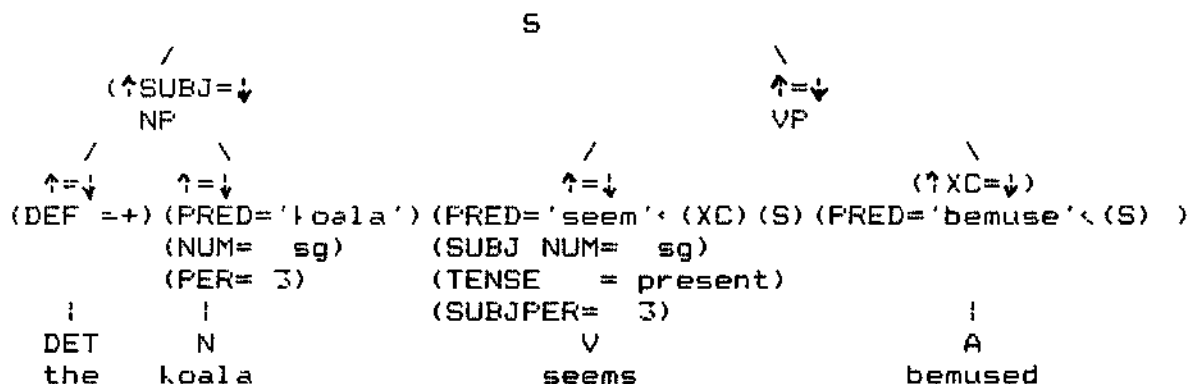 S
/ \
(↑SUBJ=↓ ↑=↓
NP VP
/ \ / \
↑=↓ ↑=↓ ↑=↓ (↑XC=↓)
(DEF =+) (PRED='koala') (PRED='seem'< (XC) (S) (PRED='bemuse'< (S) )
(NUM= sg) (SUBJ NUM= sg)
(PER= 3) (TENSE = present)
| | (SUBJPER= 3) |
DET N V A
the koala seems bemused